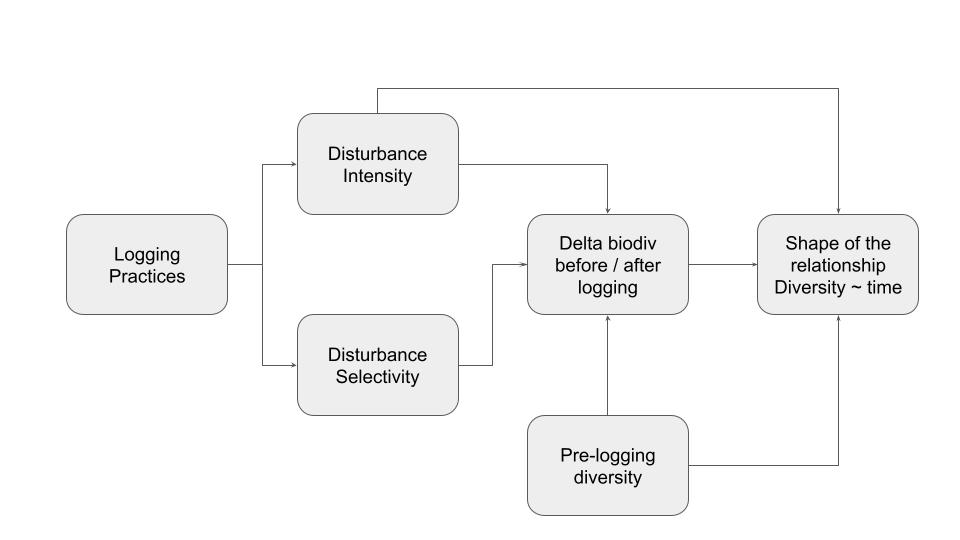 Disturbance
Intensity
Logging
Practices
Delta biodiv
before / after
logging
Shape of the
relationship
Diversity ~ time
Disturbance
Selectivity
Pre-logging
diversity